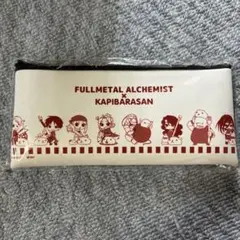 FULLMETAL ALCHEMIST
×
KAPIBARASAN